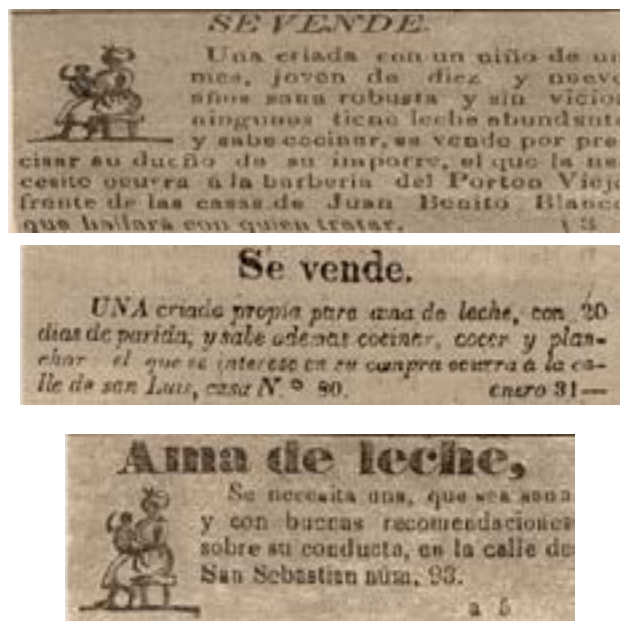 SE VENDE.
Una criada con un niño de un
mes, joven de diez y nueve
años sana robusta y sin vicios
ningunos tiene leche abundante
y sabe cocinar, se vende por pre
cisar su dueño de su importe, el que la ne
cesite ocurra á la barberia del Porton Viejo
frente de las casas de Juan Benito Blanco
que hallará con quien tratar. 3
Se vende.
UNA criada propia para ama de leche, con 20
dias de parida, y sabe ademas cocinar, cocer y plan-
char el que se interese en su compra ocurra á la ca-
lle de san Luis, casa N.º 80. enero 31—
Ama de leche,
Se necesita una, que sea sana
y con buenas recomendaciones
sobre su conducta, en la calle de
San Sebastian núm. 93.
a 5